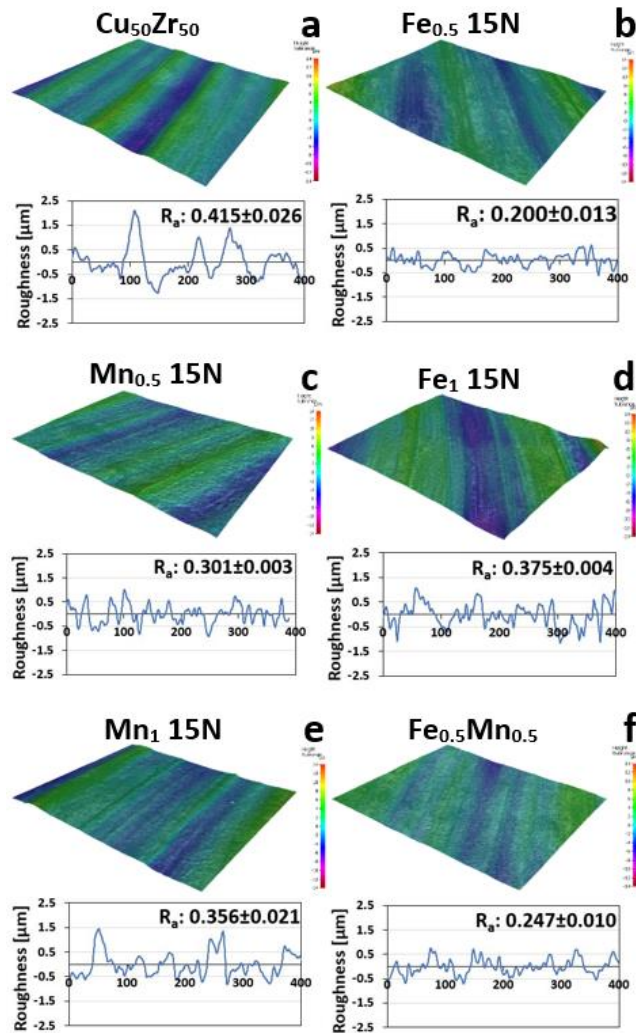 Cu₅₀Zr₅₀ a
Roughness [µm]
2.5
1.5
0.5
-0.5
-1.5
-2.5
Rₐ: 0.415±0.026
0 100 200 300 400
Fe₀.₅ 15N b
Roughness [µm]
2.5
1.5
0.5
-0.5
-1.5
-2.5
Rₐ: 0.200±0.013
0 100 200 300 400
Mn₀.₅ 15N c
Roughness [µm]
2.5
1.5
0.5
-0.5
-1.5
-2.5
Rₐ: 0.301±0.003
0 100 200 300 400
Fe₁ 15N d
Roughness [µm]
2.5
1.5
0.5
-0.5
-1.5
-2.5
Rₐ: 0.375±0.004
0 100 200 300 400
Mn₁ 15N e
Roughness [µm]
2.5
1.5
0.5
-0.5
-1.5
-2.5
Rₐ: 0.356±0.021
0 100 200 300 400
Fe₀.₅Mn₀.₅ f
Roughness [µm]
2.5
1.5
0.5
-0.5
-1.5
-2.5
Rₐ: 0.247±0.010
0 100 200 300 400